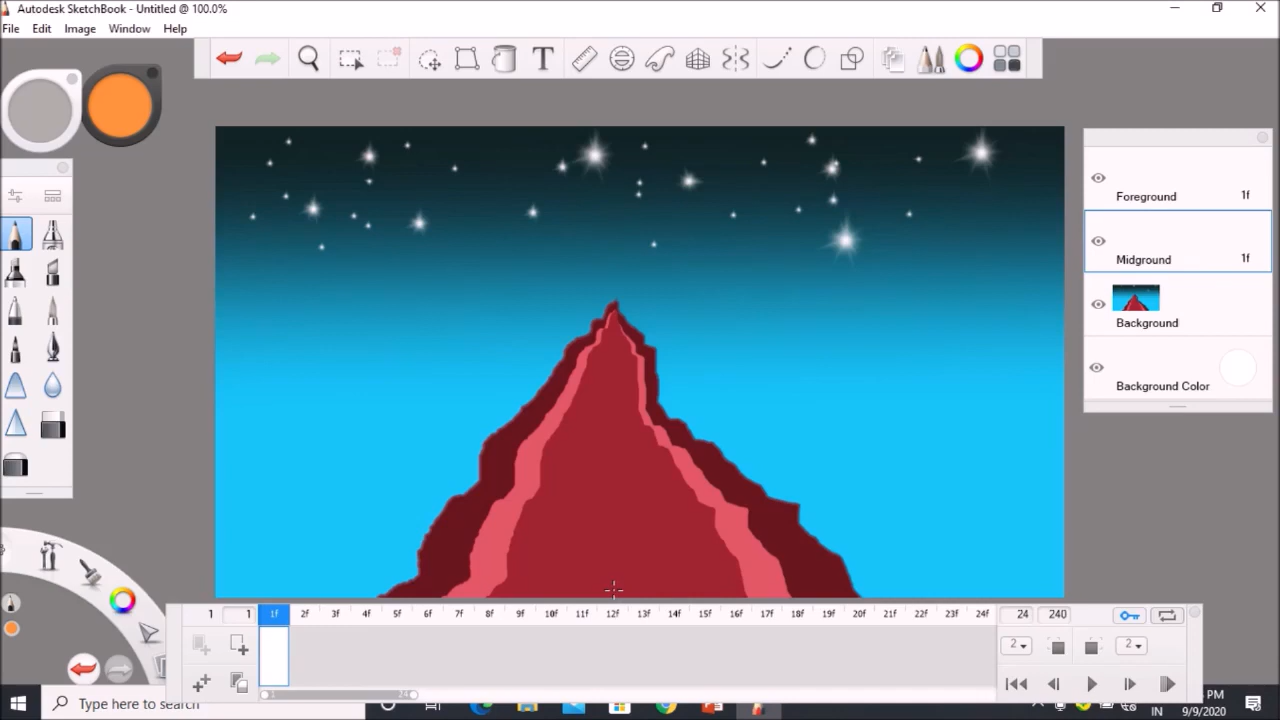 Autodesk SketchBook - Untitled @ 100.0%
File Edit Image Window Help
T
Foreground 1f
Midground 1f
Background
Background Color
1 1 1f 2f 3f 4f 5f 6f 7f 8f 9f 10f 11f 12f 13f 14f 15f 16f 17f 18f 19f 20f 21f 22f 23f 24f 24 240
2 2
1 24
Type here to search
PM
IN
9/9/2020